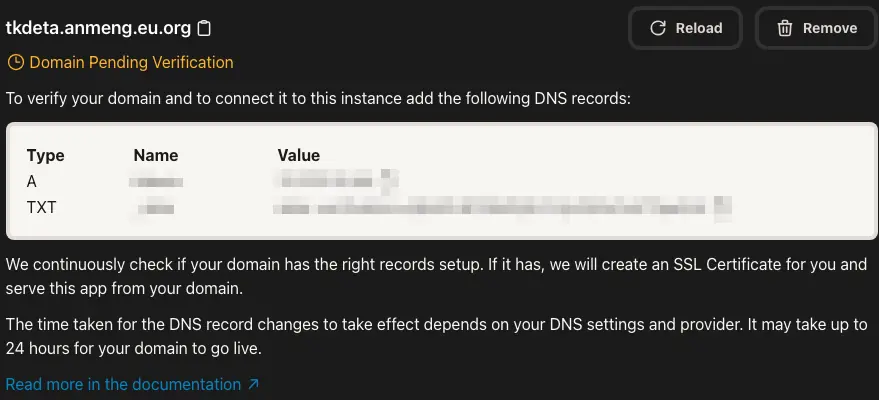 tkdeta.anmeng.eu.org
Reload
Remove
Domain Pending Verification
To verify your domain and to connect it to this instance add the following DNS records:
Type Name Value
A
TXT
We continuously check if your domain has the right records setup. If it has, we will create an SSL Certificate for you and
serve this app from your domain.
The time taken for the DNS record changes to take effect depends on your DNS settings and provider. It may take up to
24 hours for your domain to go live.
Read more in the documentation ↗